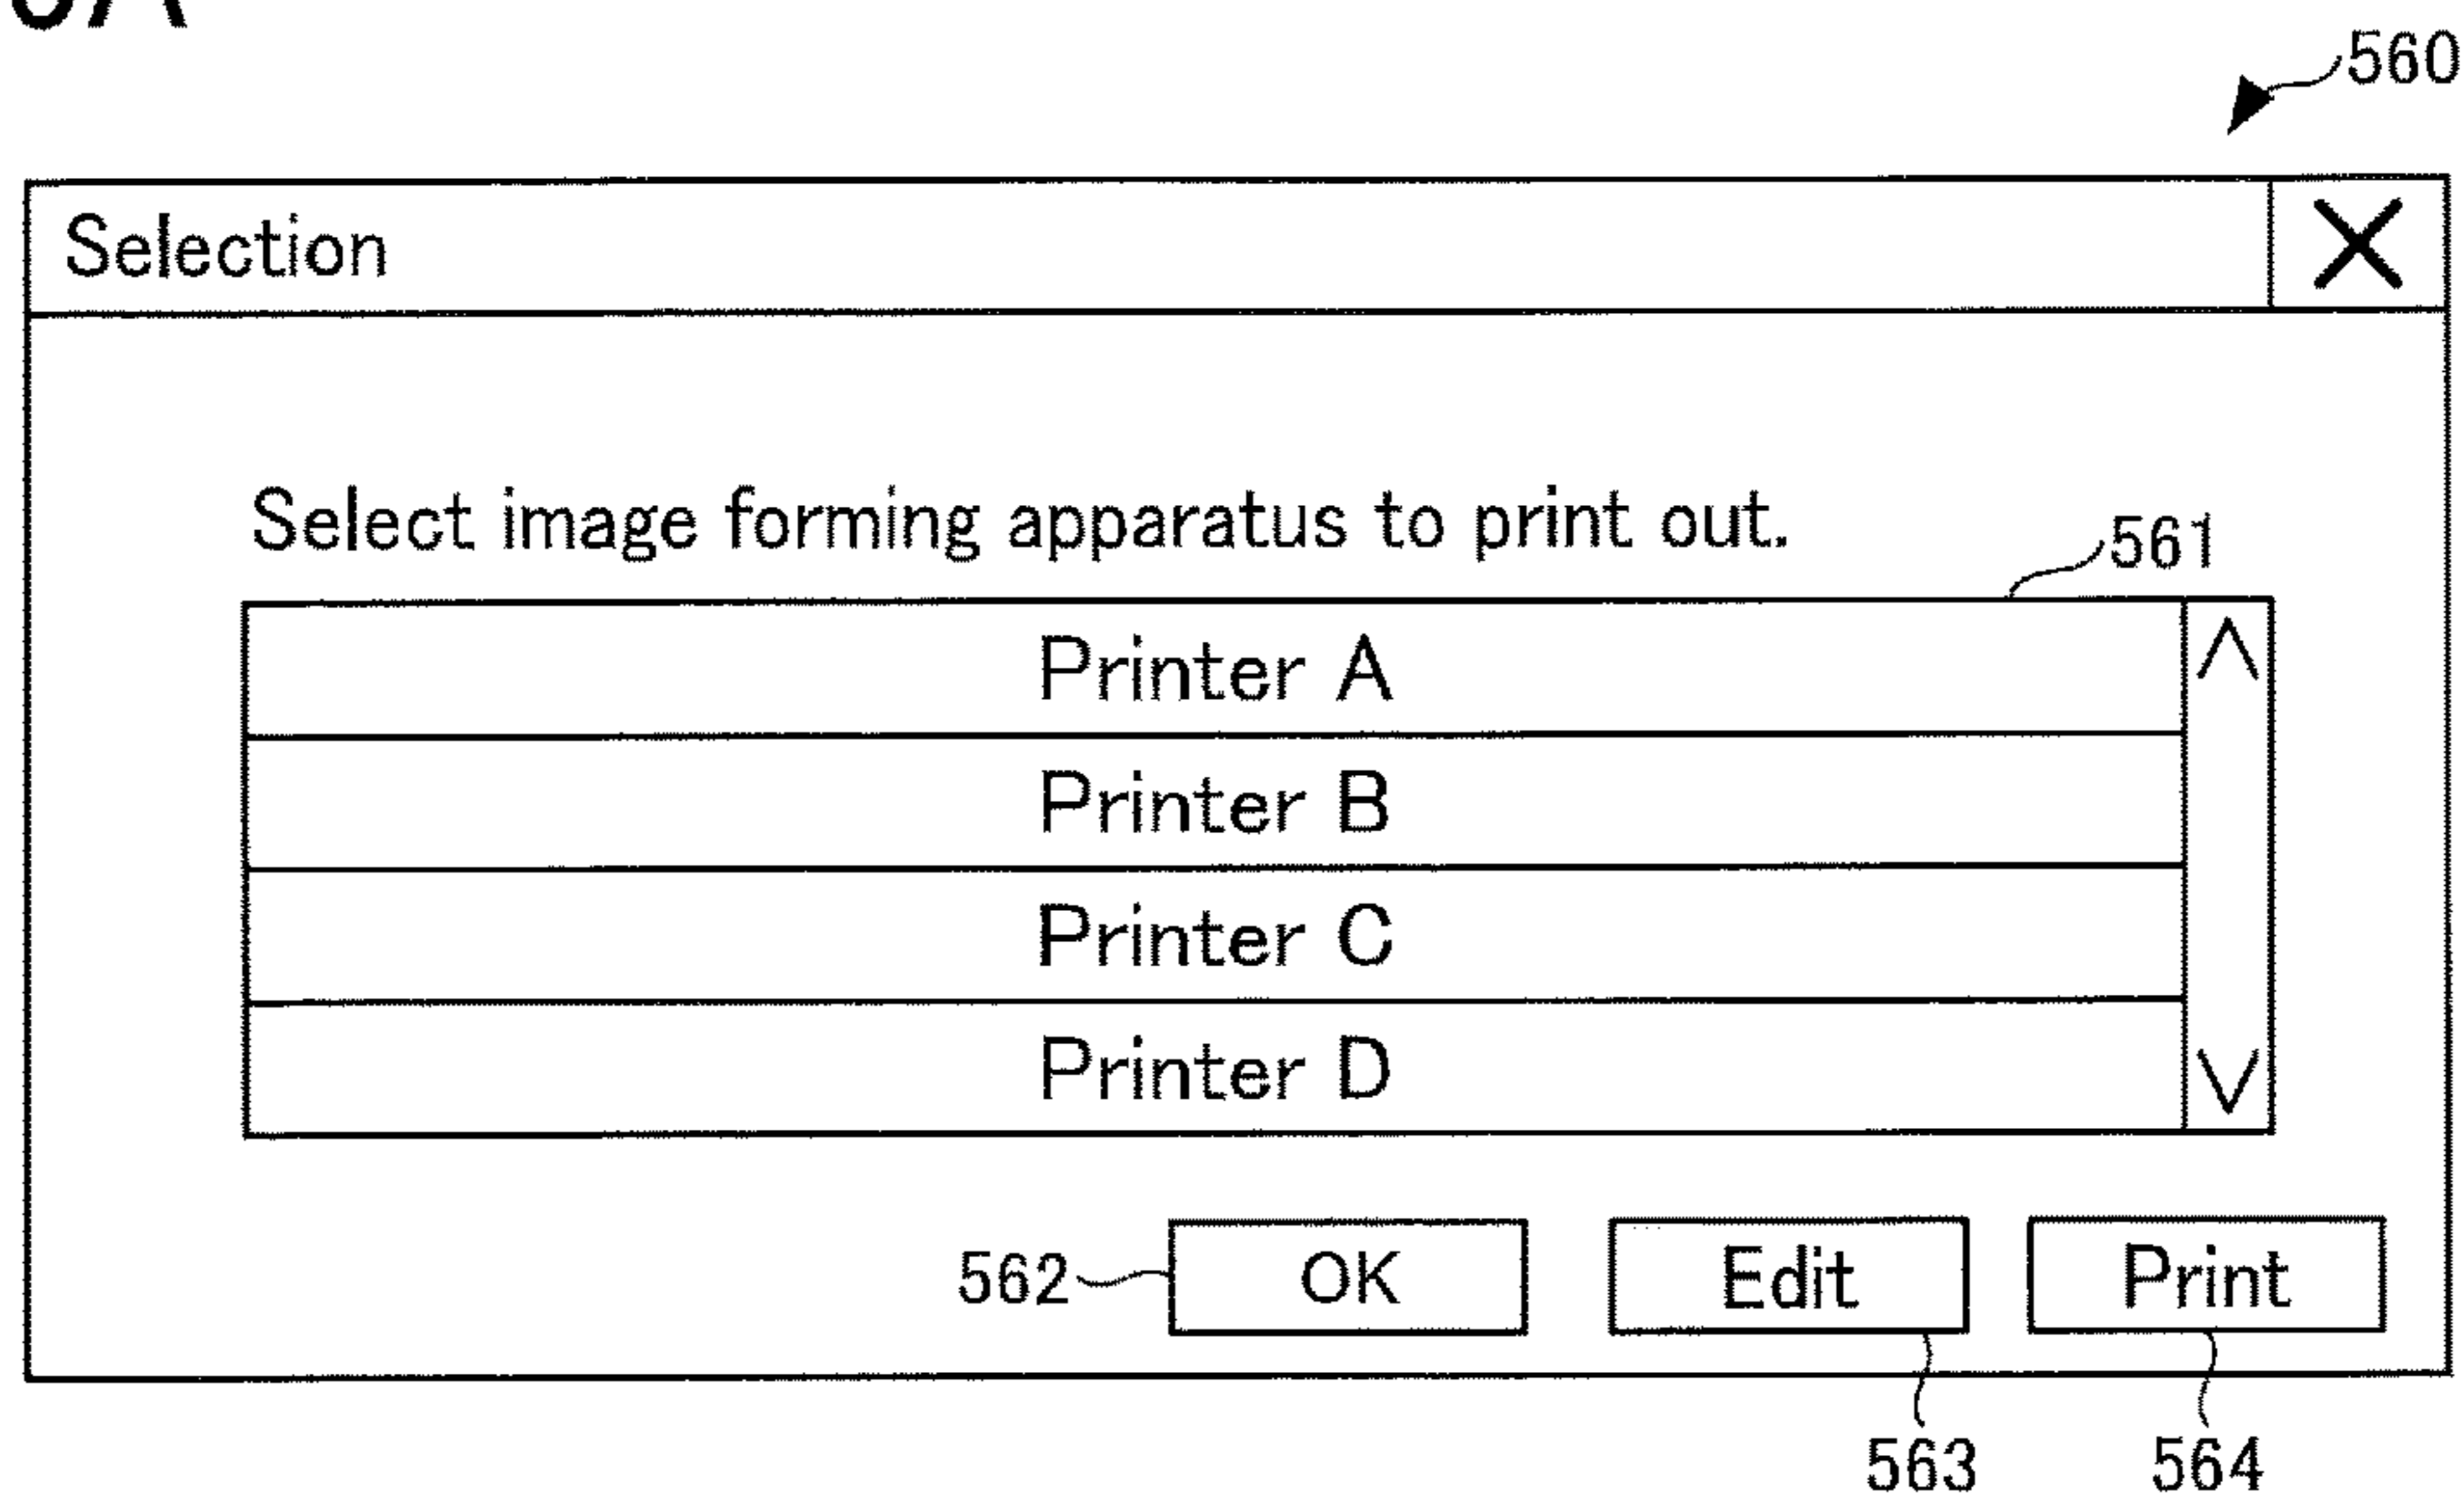 560
Selection
Select image forming apparatus to print out.
561
Printer A
Printer B
Printer C
Printer D
562 OK Edit Print
563 564